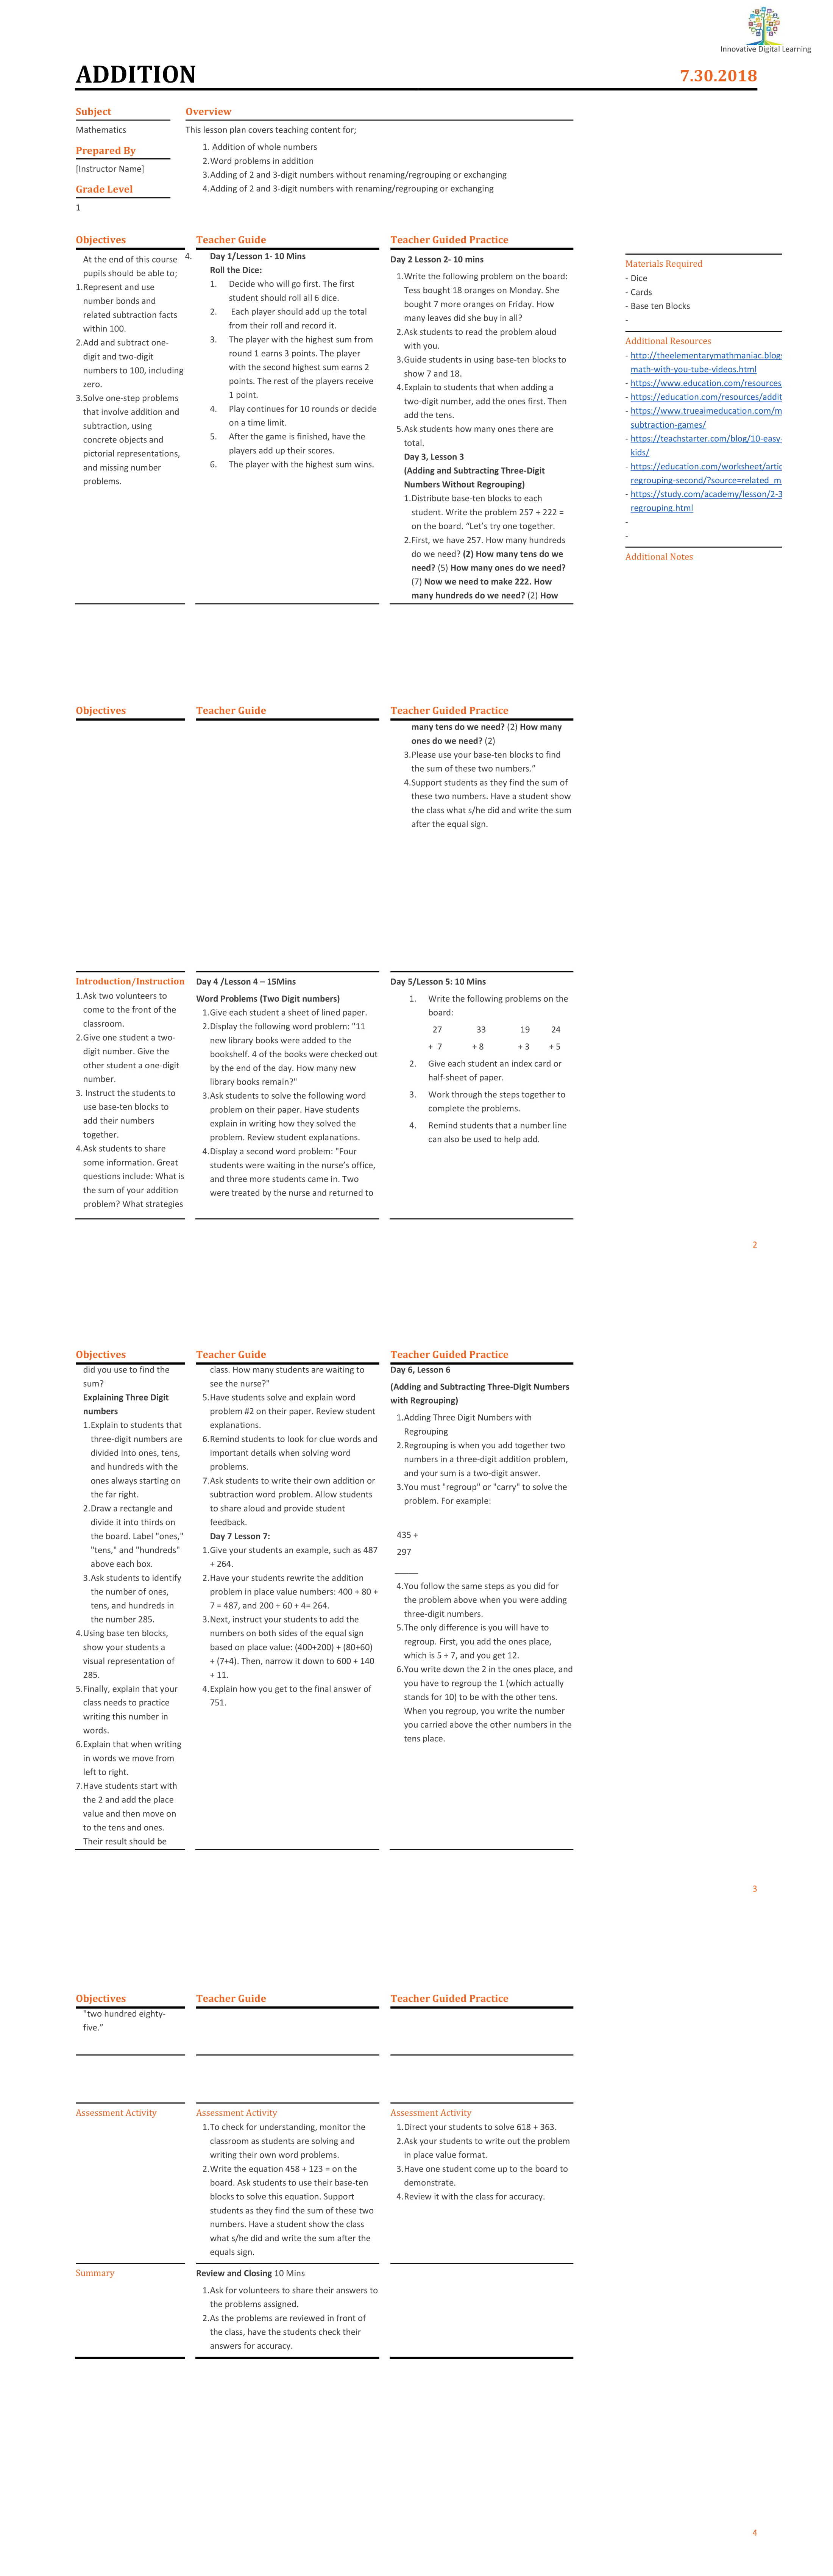 Innovative Digital Learning
ADDITION
7.30.2018
Subject
Mathematics
Prepared By
[Instructor Name]
Grade Level
1
Overview
This lesson plan covers teaching content for;
1. Addition of whole numbers
2.Word problems in addition
3.Adding of 2 and 3-digit numbers without renaming/regrouping or exchanging
4.Adding of 2 and 3-digit numbers with renaming/regrouping or exchanging
Objectives
At the end of this course
pupils should be able to;
1.Represent and use
number bonds and
related subtraction facts
within 100.
2.Add and subtract one-
digit and two-digit
numbers to 100, including
zero.
3.Solve one-step problems
that involve addition and
subtraction, using
concrete objects and
pictorial representations,
and missing number
problems.
Teacher Guide
4.
Day 1/Lesson 1- 10 Mins
Roll the Dice:
1. Decide who will go first. The first
student should roll all 6 dice.
2. Each player should add up the total
from their roll and record it.
3. The player with the highest sum from
round 1 earns 3 points. The player
with the second highest sum earns 2
points. The rest of the players receive
1 point.
4. Play continues for 10 rounds or decide
on a time limit.
5. After the game is finished, have the
players add up their scores.
6. The player with the highest sum wins.
Teacher Guided Practice
Day 2 Lesson 2- 10 mins
1.Write the following problem on the board:
Tess bought 18 oranges on Monday. She
bought 7 more oranges on Friday. How
many leaves did she buy in all?
2.Ask students to read the problem aloud
with you.
3.Guide students in using base-ten blocks to
show 7 and 18.
4.Explain to students that when adding a
two-digit number, add the ones first. Then
add the tens.
5.Ask students how many ones there are
total.
Day 3, Lesson 3
(Adding and Subtracting Three-Digit
Numbers Without Regrouping)
1.Distribute base-ten blocks to each
student. Write the problem 257 + 222 =
on the board. “Let’s try one together.
2.First, we have 257. How many hundreds
do we need? (2) How many tens do we
need? (5) How many ones do we need?
(7) Now we need to make 222. How
many hundreds do we need? (2) How
Materials Required
- Dice
- Cards
- Base ten Blocks
-
Additional Resources
- http://theelementarymathmaniac.blog
math-with-you-tube-videos.html
- https://www.education.com/resources
- https://education.com/resources/addit
- https://www.trueaimeducation.com/m
subtraction-games/
- https://teachstarter.com/blog/10-easy-
kids/
- https://education.com/worksheet/artic
regrouping-second/?source=related_m
- https://study.com/academy/lesson/2-3
regrouping.html
-
-
Additional Notes
Objectives
Teacher Guide
Teacher Guided Practice
many tens do we need? (2) How many
ones do we need? (2)
3.Please use your base-ten blocks to find
the sum of these two numbers.”
4.Support students as they find the sum of
these two numbers. Have a student show
the class what s/he did and write the sum
after the equal sign.
Introduction/Instruction
1.Ask two volunteers to
come to the front of the
classroom.
2.Give one student a two-
digit number. Give the
other student a one-digit
number.
3. Instruct the students to
use base-ten blocks to
add their numbers
together.
4.Ask students to share
some information. Great
questions include: What is
the sum of your addition
problem? What strategies
Day 4 /Lesson 4 – 15Mins
Word Problems (Two Digit numbers)
1.Give each student a sheet of lined paper.
2.Display the following word problem: "11
new library books were added to the
bookshelf. 4 of the books were checked out
by the end of the day. How many new
library books remain?"
3.Ask students to solve the following word
problem on their paper. Have students
explain in writing how they solved the
problem. Review student explanations.
4.Display a second word problem: "Four
students were waiting in the nurse’s office,
and three more students came in. Two
were treated by the nurse and returned to
Day 5/Lesson 5: 10 Mins
1. Write the following problems on the
board:
27 33 19 24
+ 7 + 8 + 3 + 5
2. Give each student an index card or
half-sheet of paper.
3. Work through the steps together to
complete the problems.
4. Remind students that a number line
can also be used to help add.
2
Objectives
did you use to find the
sum?
Explaining Three Digit
numbers
1.Explain to students that
three-digit numbers are
divided into ones, tens,
and hundreds with the
ones always starting on
the far right.
2.Draw a rectangle and
divide it into thirds on
the board. Label "ones,"
"tens," and "hundreds"
above each box.
3.Ask students to identify
the number of ones,
tens, and hundreds in
the number 285.
4.Using base ten blocks,
show your students a
visual representation of
285.
5.Finally, explain that your
class needs to practice
writing this number in
words.
6.Explain that when writing
in words we move from
left to right.
7.Have students start with
the 2 and add the place
value and then move on
to the tens and ones.
Their result should be
Teacher Guide
class. How many students are waiting to
see the nurse?"
5.Have students solve and explain word
problem #2 on their paper. Review student
explanations.
6.Remind students to look for clue words and
important details when solving word
problems.
7.Ask students to write their own addition or
subtraction word problem. Allow students
to share aloud and provide student
feedback.
Day 7 Lesson 7:
1.Give your students an example, such as 487
+ 264.
2.Have your students rewrite the addition
problem in place value numbers: 400 + 80 +
7 = 487, and 200 + 60 + 4= 264.
3.Next, instruct your students to add the
numbers on both sides of the equal sign
based on place value: (400+200) + (80+60)
+ (7+4). Then, narrow it down to 600 + 140
+ 11.
4.Explain how you get to the final answer of
751.
Teacher Guided Practice
Day 6, Lesson 6
(Adding and Subtracting Three-Digit Numbers
with Regrouping)
1.Adding Three Digit Numbers with
Regrouping
2.Regrouping is when you add together two
numbers in a three-digit addition problem,
and your sum is a two-digit answer.
3.You must "regroup" or "carry" to solve the
problem. For example:
435 +
297
4.You follow the same steps as you did for
the problem above when you were adding
three-digit numbers.
5.The only difference is you will have to
regroup. First, you add the ones place,
which is 5 + 7, and you get 12.
6.You write down the 2 in the ones place, and
you have to regroup the 1 (which actually
stands for 10) to be with the other tens.
When you regroup, you write the number
you carried above the other numbers in the
tens place.
3
Objectives
Teacher Guide
Teacher Guided Practice
"two hundred eighty-
five.”
Assessment Activity
Assessment Activity
1.To check for understanding, monitor the
classroom as students are solving and
writing their own word problems.
2.Write the equation 458 + 123 = on the
board. Ask students to use their base-ten
blocks to solve this equation. Support
students as they find the sum of these two
numbers. Have a student show the class
what s/he did and write the sum after the
equals sign.
Assessment Activity
1.Direct your students to solve 618 + 363.
2.Ask your students to write out the problem
in place value format.
3.Have one student come up to the board to
demonstrate.
4.Review it with the class for accuracy.
Summary
Review and Closing 10 Mins
1.Ask for volunteers to share their answers to
the problems assigned.
2.As the problems are reviewed in front of
the class, have the students check their
answers for accuracy.
4